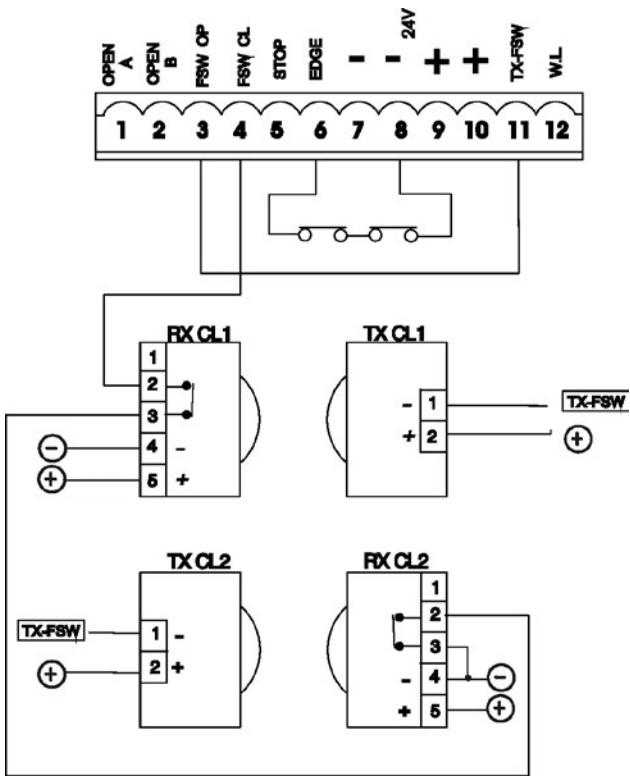 OPEN A
OPEN B
FSW OP
FSW CL
STOP
EDGE
-
- 24V
+
+
TX-FSW
W.L.
1 2 3 4 5 6 7 8 9 10 11 12
RX CL1
1
2
3
- 4 -
+ 5 +
TX CL1
- 1 TX-FSW
+ 2 +
TX CL2
TX-FSW 1 -
+ 2 +
RX CL2
1
2
3
- 4 -
+ 5 +